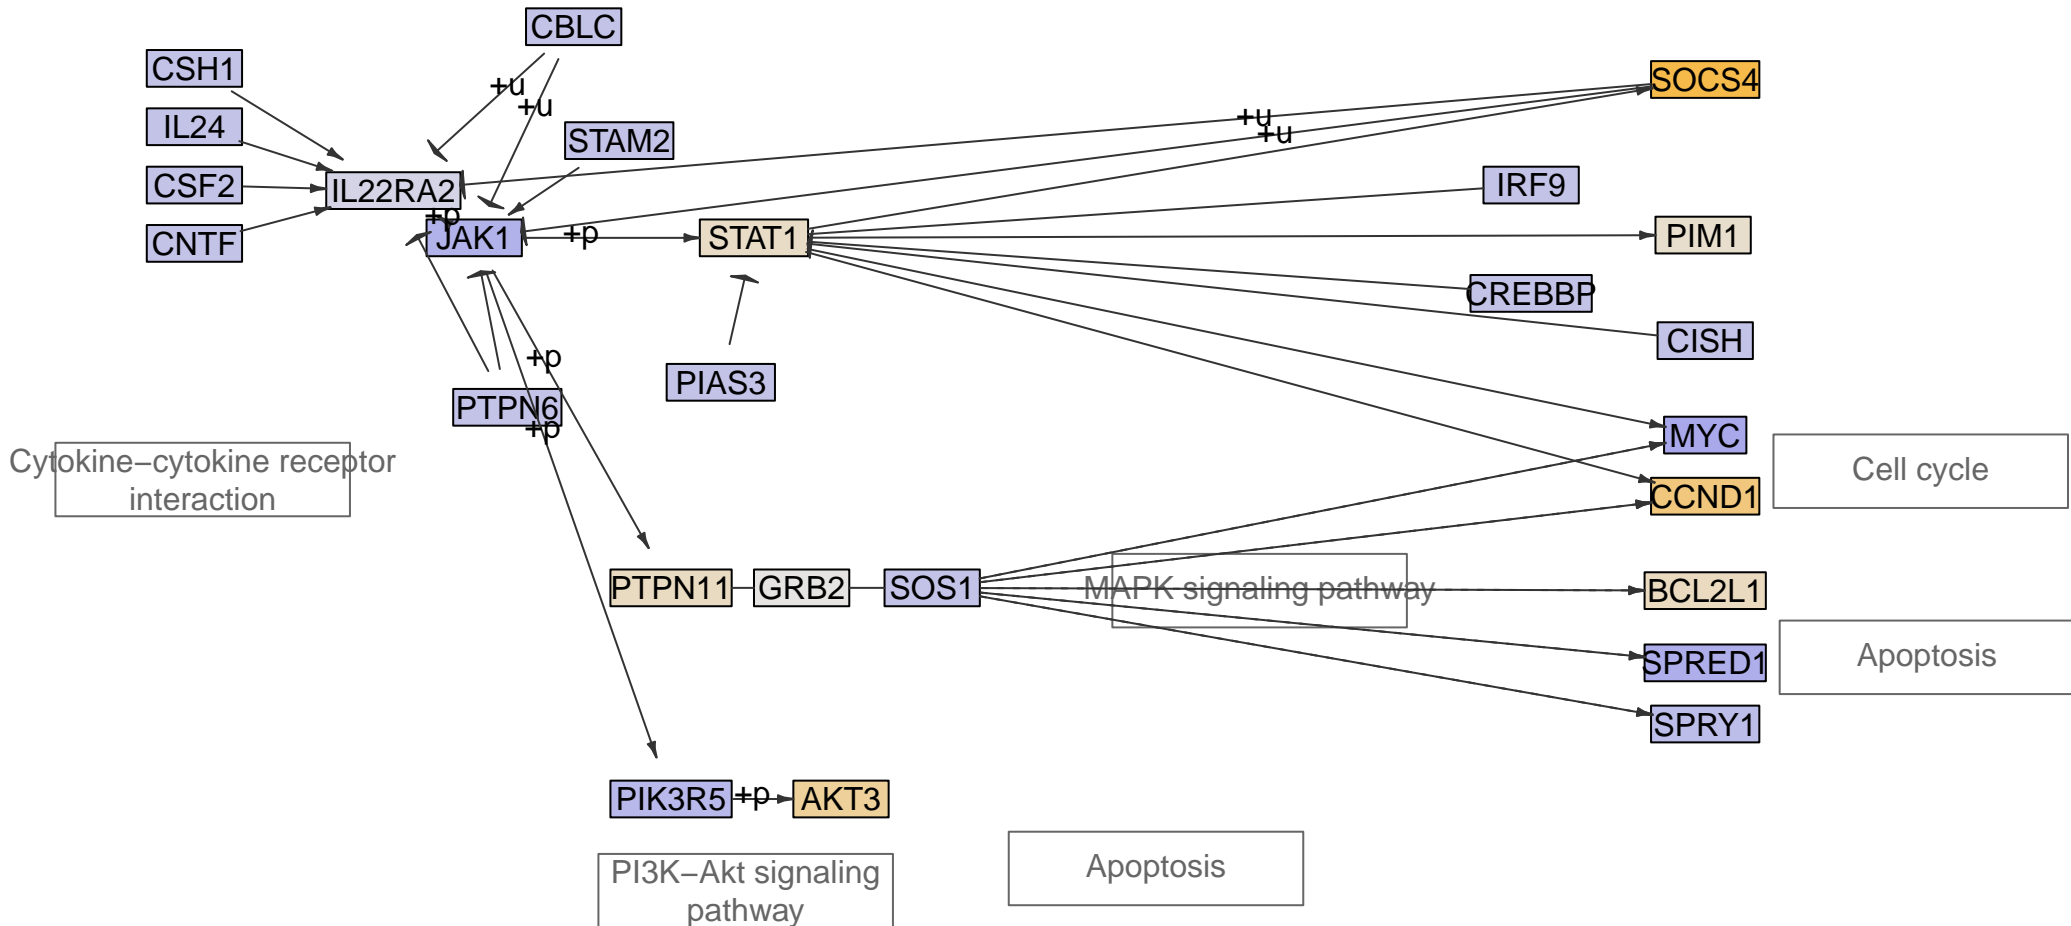 CBLC
CSH1
+u
SOCS4
+u
+u
IL24
+u
STAM2
CSF2
IL22RA2
IRF9
+p
CNTF
JAK1
+p
STAT1
PIM1
CREBBP
CISH
+p
PIAS3
PTPN6
+p
MYC
Cytokine−cytokine receptor
interaction
Cell cycle
CCND1
PTPN11
GRB2
SOS1
MAPK signaling pathway
BCL2L1
SPRED1
Apoptosis
SPRY1
PIK3R5
+p
AKT3
PI3K−Akt signaling
pathway
Apoptosis